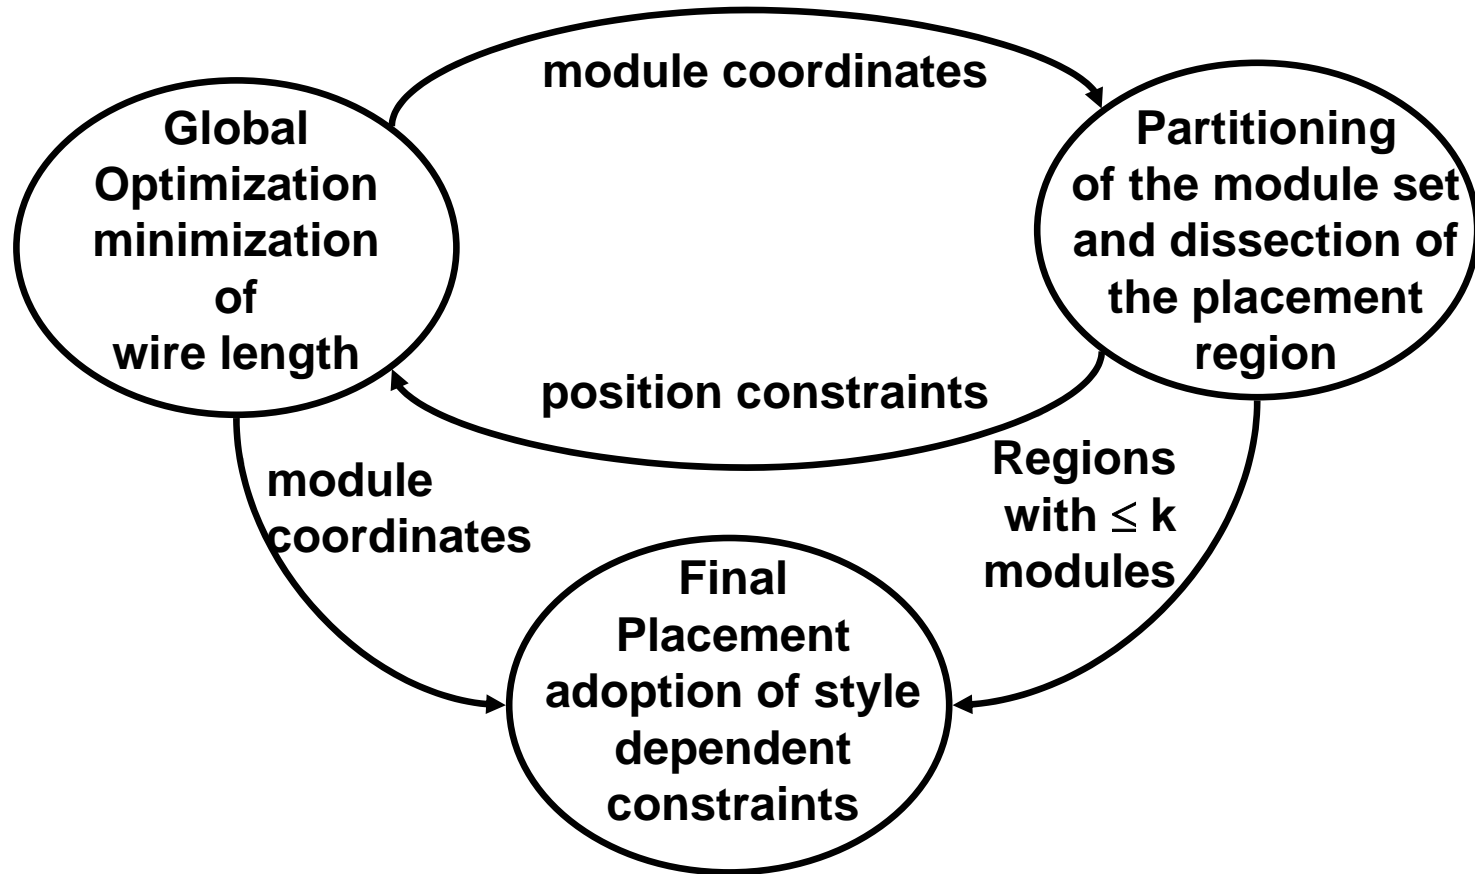 module coordinates
Global
Optimization
minimization
of
wire length
Partitioning
of the module set
and dissection of
the placement
region
position constraints
module
coordinates
Regions
with ≤ k
modules
Final
Placement
adoption of style
dependent
constraints